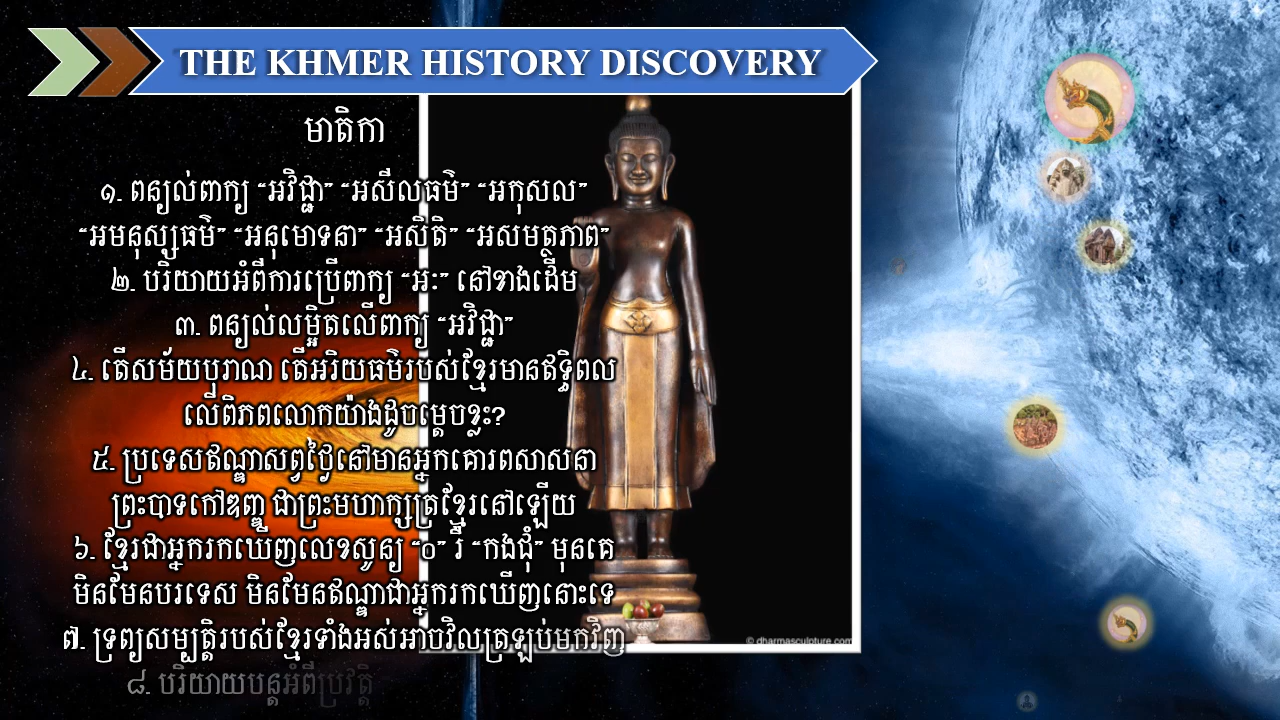 THE KHMER HISTORY DISCOVERY
មាតិកា
១. ពន្យល់ពាក្យ “អវិជ្ជា” “អសីលធម៌” “អកុសល”
“អមនុស្សធម៌” “អនុមោទនា” “អសិតិ” “អសមត្ថភាព”
២. បរិយាយអំពីការប្រើពាក្យ “អៈ” នៅខាងដើម
៣. ពន្យល់លម្អិតលើពាក្យ “អវិជ្ជា”
៤. តើសម័យបុរាណ តើអរិយធម៌របស់ខ្មែរមានឥទ្ធិពល
លើពិភពលោកយ៉ាងដូចម្ដេចខ្លះ?
៥. ប្រទេសឥណ្ឌាសព្វថ្ងៃនៅមានអ្នកគោរពសាសនា
ព្រះបាទកៅឌញ្ញ ជាព្រះមហាក្សត្រខ្មែរនៅឡើយ
៦. ខ្មែរជាអ្នករកឃើញលេខសូន្យ “០” រឺ “កងជុំ” មុនគេ
មិនមែនបរទេស មិនមែនឥណ្ឌាជាអ្នករកឃើញនោះទេ
៧. ទ្រព្យសម្បត្តិរបស់ខ្មែរទាំងអស់អាចវិលត្រឡប់មកវិញ
៨. បរិយាយបន្តអំពីប្រវត្តិ
© dharmasculpture.com